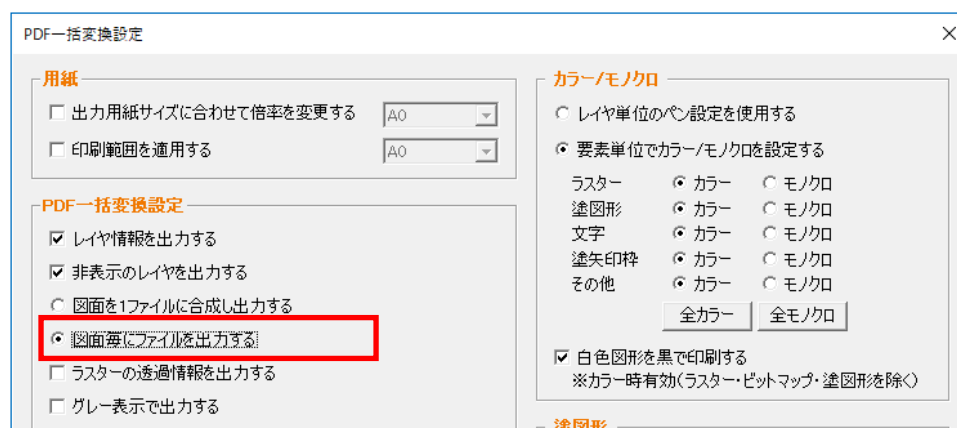 PDF一括変換設定
用紙
出力用紙サイズに合わせて倍率を変更する A0
印刷範囲を適用する A0
PDF一括変換設定
レイヤ情報を出力する
非表示のレイヤを出力する
図面を1ファイルに合成し出力する
図面毎にファイルを出力する
ラスターの透過情報を出力する
グレー表示で出力する
カラー/モノクロ
レイヤ単位のペン設定を使用する
要素単位でカラー/モノクロを設定する
ラスター カラー モノクロ
塗図形 カラー モノクロ
文字 カラー モノクロ
塗矢印枠 カラー モノクロ
その他 カラー モノクロ
全カラー 全モノクロ
白色図形を黒で印刷する
※カラー時有効(ラスター・ビットマップ・塗図形を除く)
塗図形